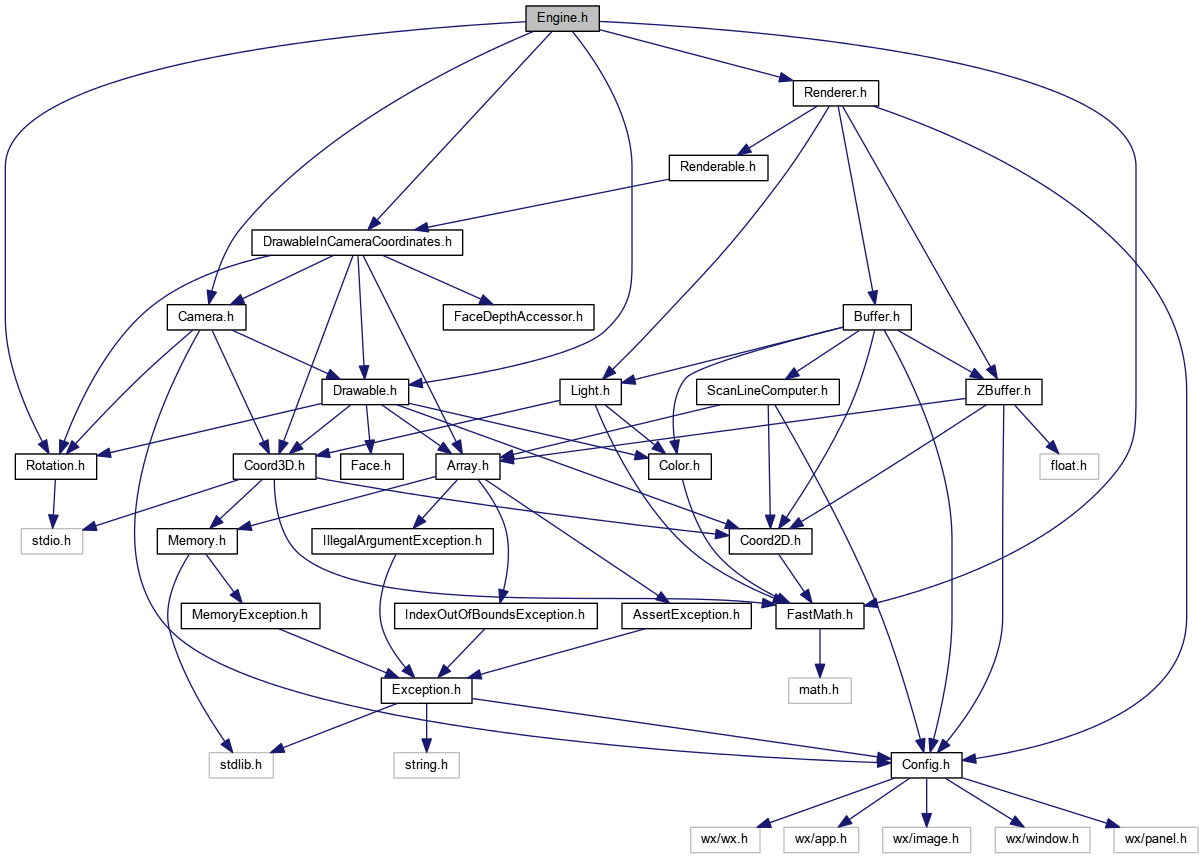 Engine.h
Renderer.h
Renderable.h
DrawableInCameraCoordinates.h
Camera.h
FaceDepthAccessor.h
Buffer.h
Drawable.h
Light.h
ScanLineComputer.h
ZBuffer.h
Rotation.h
Coord3D.h
Face.h
Array.h
Color.h
float.h
stdio.h
Memory.h
IllegalArgumentException.h
Coord2D.h
MemoryException.h
IndexOutOfBoundsException.h
AssertException.h
FastMath.h
Exception.h
math.h
stdlib.h
string.h
Config.h
wx/wx.h
wx/app.h
wx/image.h
wx/window.h
wx/panel.h